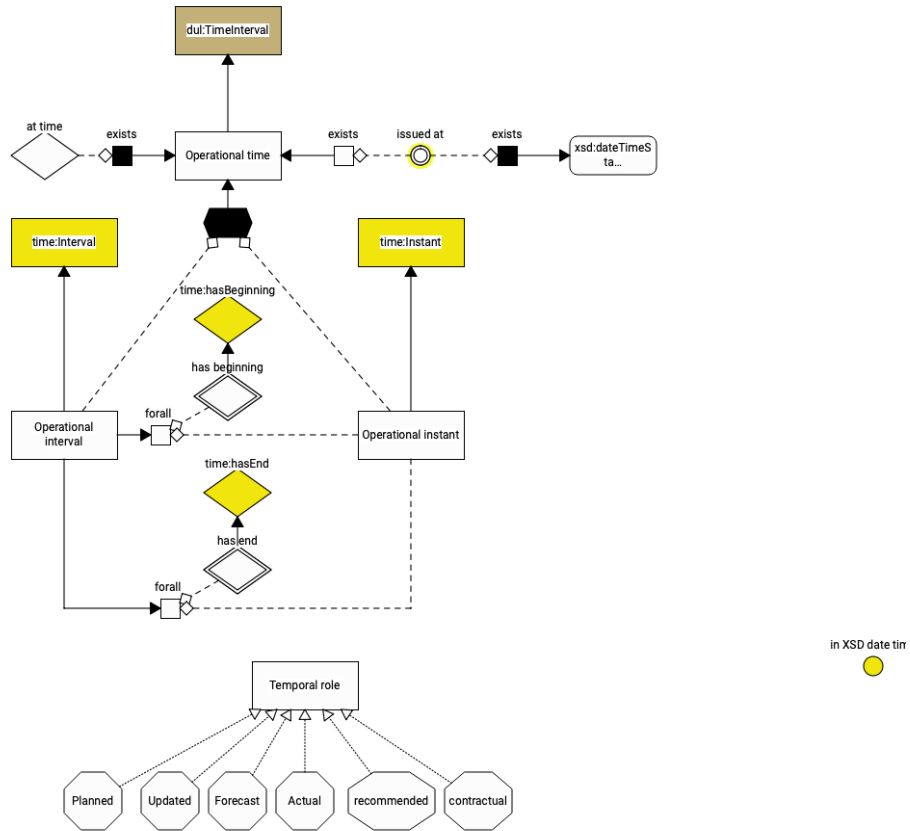 dul:TimeInterval
at time
exists
exists
issued at
exists
Operational time
xsd:dateTimeS
ta...
time:Interval
time:Instant
time:hasBeginning
has beginning
forall
Operational
interval
Operational instant
time:hasEnd
has end
forall
in XSD date tim
Temporal role
Planned
Updated
Forecast
Actual
recommended
contractual